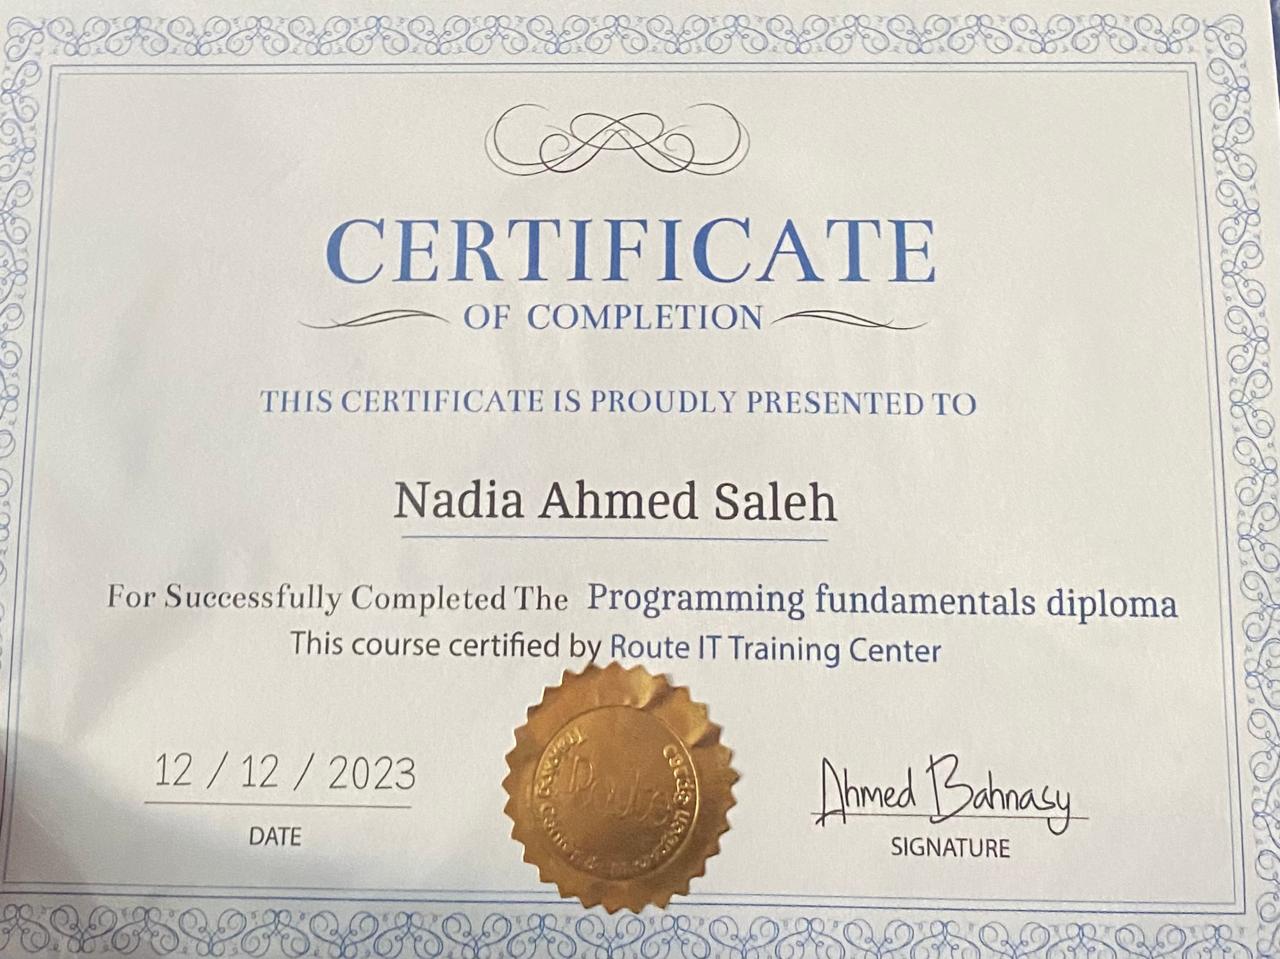 CERTIFICATE
OF COMPLETION
THIS CERTIFICATE IS PROUDLY PRESENTED TO
Nadia Ahmed Saleh
For Successfully Completed The Programming fundamentals diploma
This course certified by Route IT Training Center
12 / 12 / 2023
DATE
Route
Ahmed Bahnasy
SIGNATURE